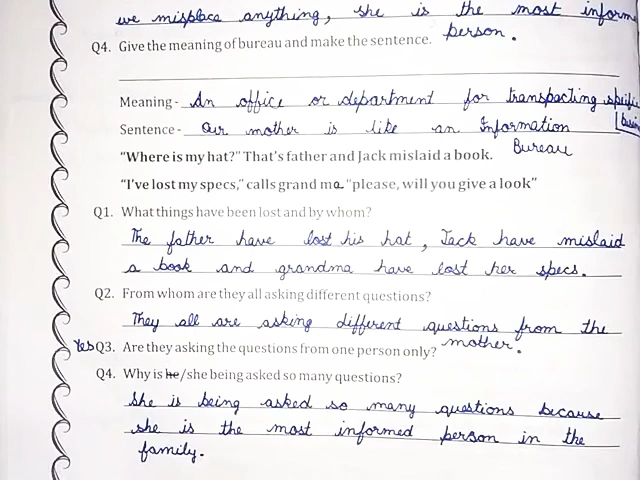 we misplace anything, she is the most inform
Q4. Give the meaning of bureau and make the sentence. person.
Meaning - An office or department for transpacting specific
busi
Sentence - Our mother is like an Information
Bureau
"Where is my hat?" That's father and Jack mislaid a book.
"I've lost my specs," calls grand ma "please, will you give a look"
Q1. What things have been lost and by whom?
The father have lost his hat, Jack have mislaid
a book and grandma have lost her specs.
Q2. From whom are they all asking different questions?
They all are asking different questions from the
mother.
Yes Q3. Are they asking the questions from one person only?
Q4. Why is he/she being asked so many questions?
She is being asked so many questions because
she is the most informed person in the
family.